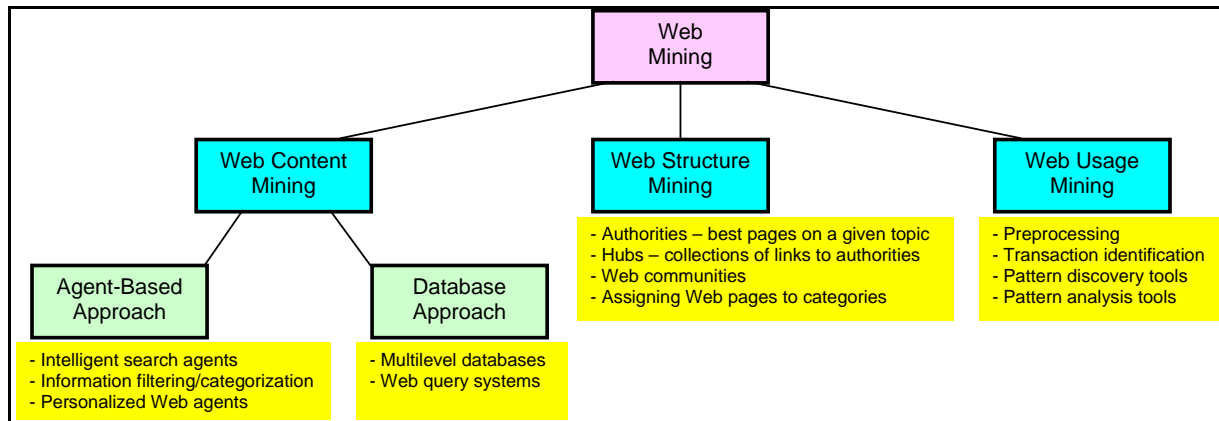 Web
Mining
Web Content
Mining
Web Structure
Mining
Web Usage
Mining
- Authorities – best pages on a given topic
- Hubs – collections of links to authorities
- Web communities
- Assigning Web pages to categories
- Preprocessing
- Transaction identification
- Pattern discovery tools
- Pattern analysis tools
Agent-Based
Approach
Database
Approach
- Intelligent search agents
- Information filtering/categorization
- Personalized Web agents
- Multilevel databases
- Web query systems